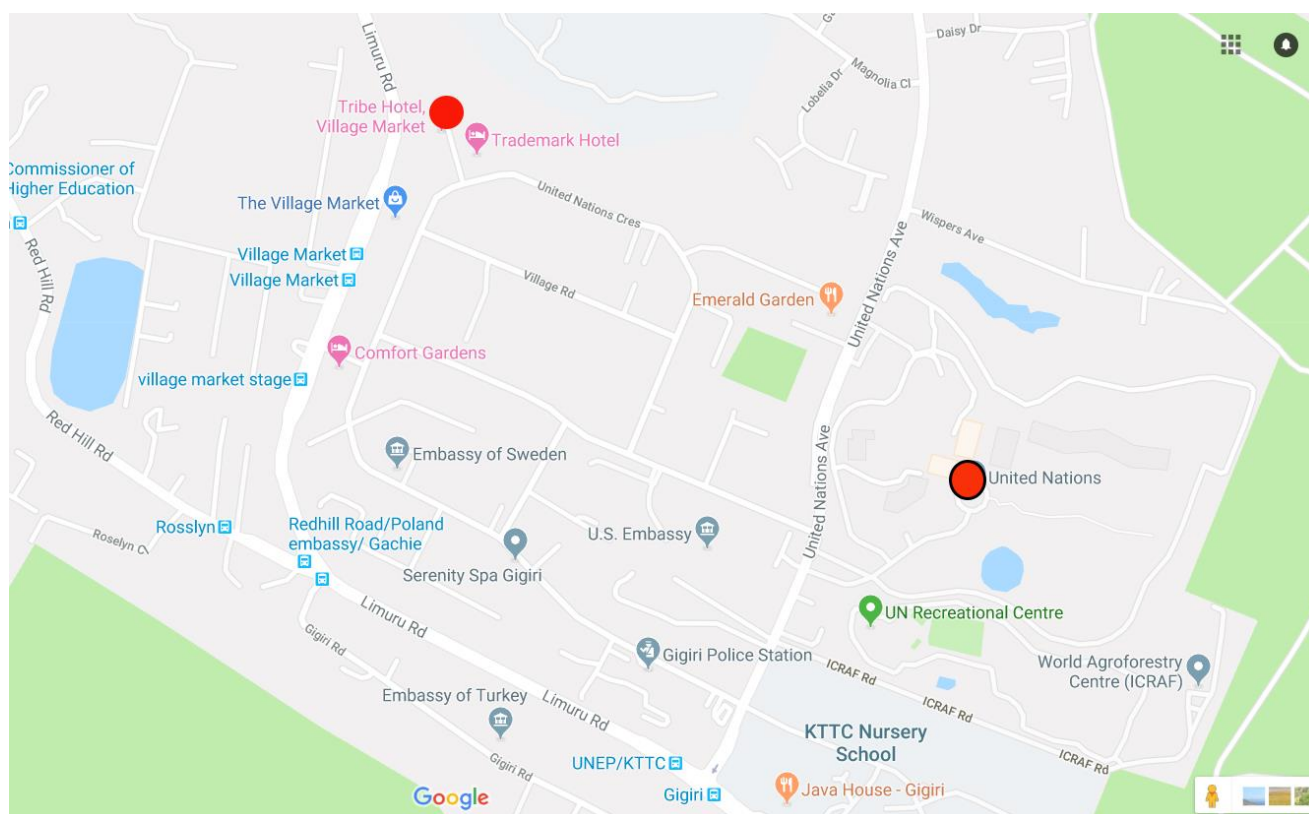 Daisy Dr
Limuru Rd
Magnolia Cl
Lobelia Dr
Tribe Hotel,
Village Market
Trademark Hotel
Commissioner of
Higher Education
The Village Market
United Nations Cres
Wispers Ave
United Nations Ave
Village Market
Village Market
Red Hill Rd
Village Rd
Emerald Garden
Comfort Gardens
village market stage
Red Hill Rd
Embassy of Sweden
United Nations Ave
United Nations
Rosslyn
Redhill Road/Poland
embassy/ Gachie
Roselyn C
U.S. Embassy
Serenity Spa Gigiri
UN Recreational Centre
Limuru Rd
Gigiri Rd
Gigiri Police Station
ICRAF Rd
World Agroforestry
Centre (ICRAF)
Embassy of Turkey
Limuru Rd
ICRAF Rd
KTTC Nursery
School
Gigiri Rd
UNEP/KTTC
ICRAF Rd
Google
Gigiri
Java House - Gigiri